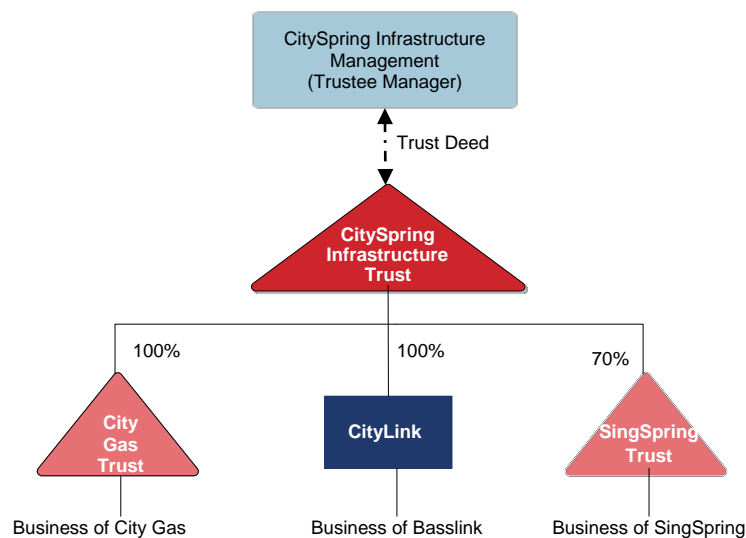 CitySpring Infrastructure
Management
(Trustee Manager)
Trust Deed
CitySpring
Infrastructure
Trust
100%
100%
70%
City
Gas
Trust
CityLink
SingSpring
Trust
Business of City Gas
Business of Basslink
Business of SingSpring